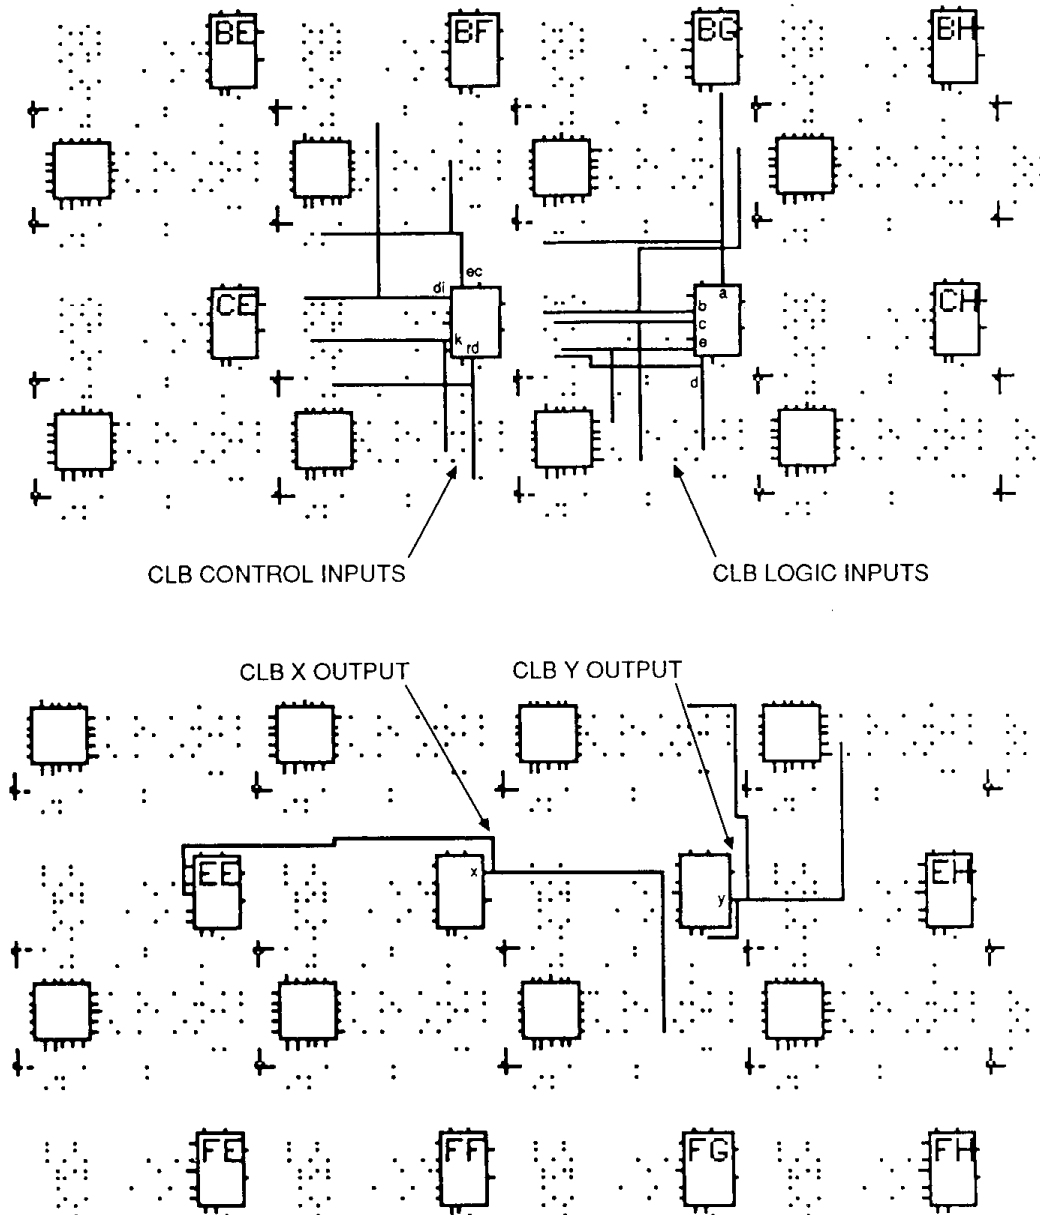 BE BF BG BH
ec
di
CE a CH
b
c
k e
rd
d
CLB CONTROL INPUTS CLB LOGIC INPUTS
CLB X OUTPUT CLB Y OUTPUT
EE x EH
y
FE FF FG FH